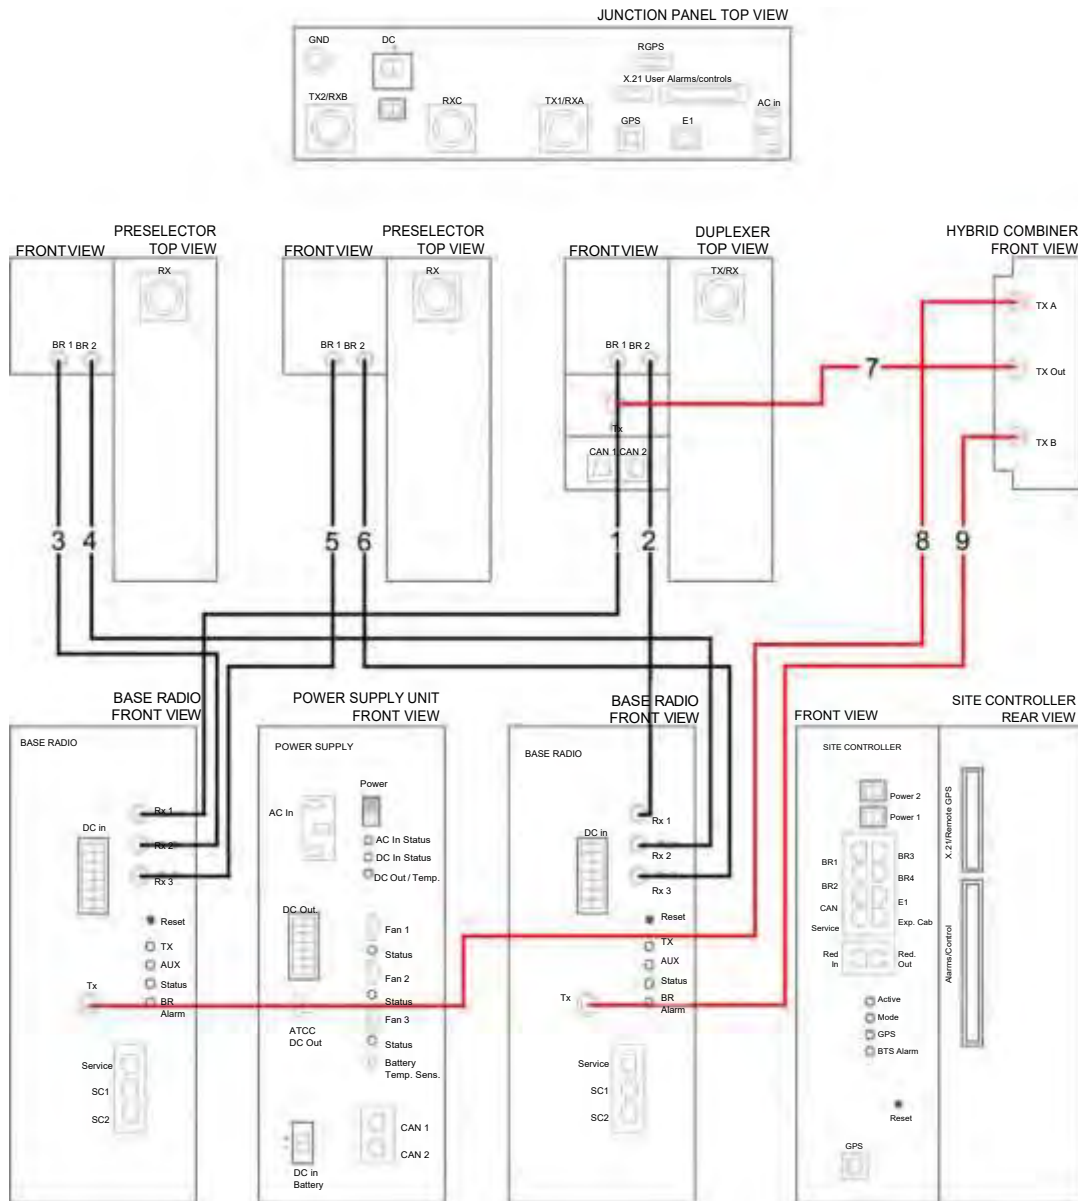 JUNCTION PANEL TOP VIEW
GND
DC
RGPS
X.21 User Alarms/controls
TX2/RXB
RXC
TX1/RXA
AC in
GPS
E1
PRESELECTOR
TOP VIEW
FRONT VIEW
RX
BR 1 BR 2
PRESELECTOR
TOP VIEW
FRONT VIEW
RX
BR 1 BR 2
DUPLEXER
TOP VIEW
FRONT VIEW
TX/RX
BR 1 BR 2
Tx
CAN 1 CAN 2
HYBRID COMBINER
FRONT VIEW
TX A
TX Out
TX B
7
3 4
5 6
1 2
8 9
BASE RADIO
FRONT VIEW
BASE RADIO
Rx 1
DC in
Rx 2
Rx 3
Reset
TX
AUX
Status
Tx
BR
Alarm
Service
SC1
SC2
POWER SUPPLY UNIT
FRONT VIEW
POWER SUPPLY
Power
AC In
AC In Status
DC In Status
DC Out / Temp.
DC Out
Fan 1
Status
Fan 2
Status
Fan 3
ATCC
DC Out
Status
Battery
Temp. Sens.
CAN 1
CAN 2
DC in
Battery
BASE RADIO
FRONT VIEW
BASE RADIO
Rx 1
DC in
Rx 2
Rx 3
Reset
TX
AUX
Status
Tx
BR
Alarm
Service
SC1
SC2
FRONT VIEW
SITE CONTROLLER
REAR VIEW
SITE CONTROLLER
Power 2
Power 1
BR1
BR3
BR2
BR4
CAN
E1
Service
Exp. Cab
Red
In
Red.
Out
Active
Mode
GPS
BTS Alarm
Reset
GPS
X.21/Remote GPS
Alarms/Control